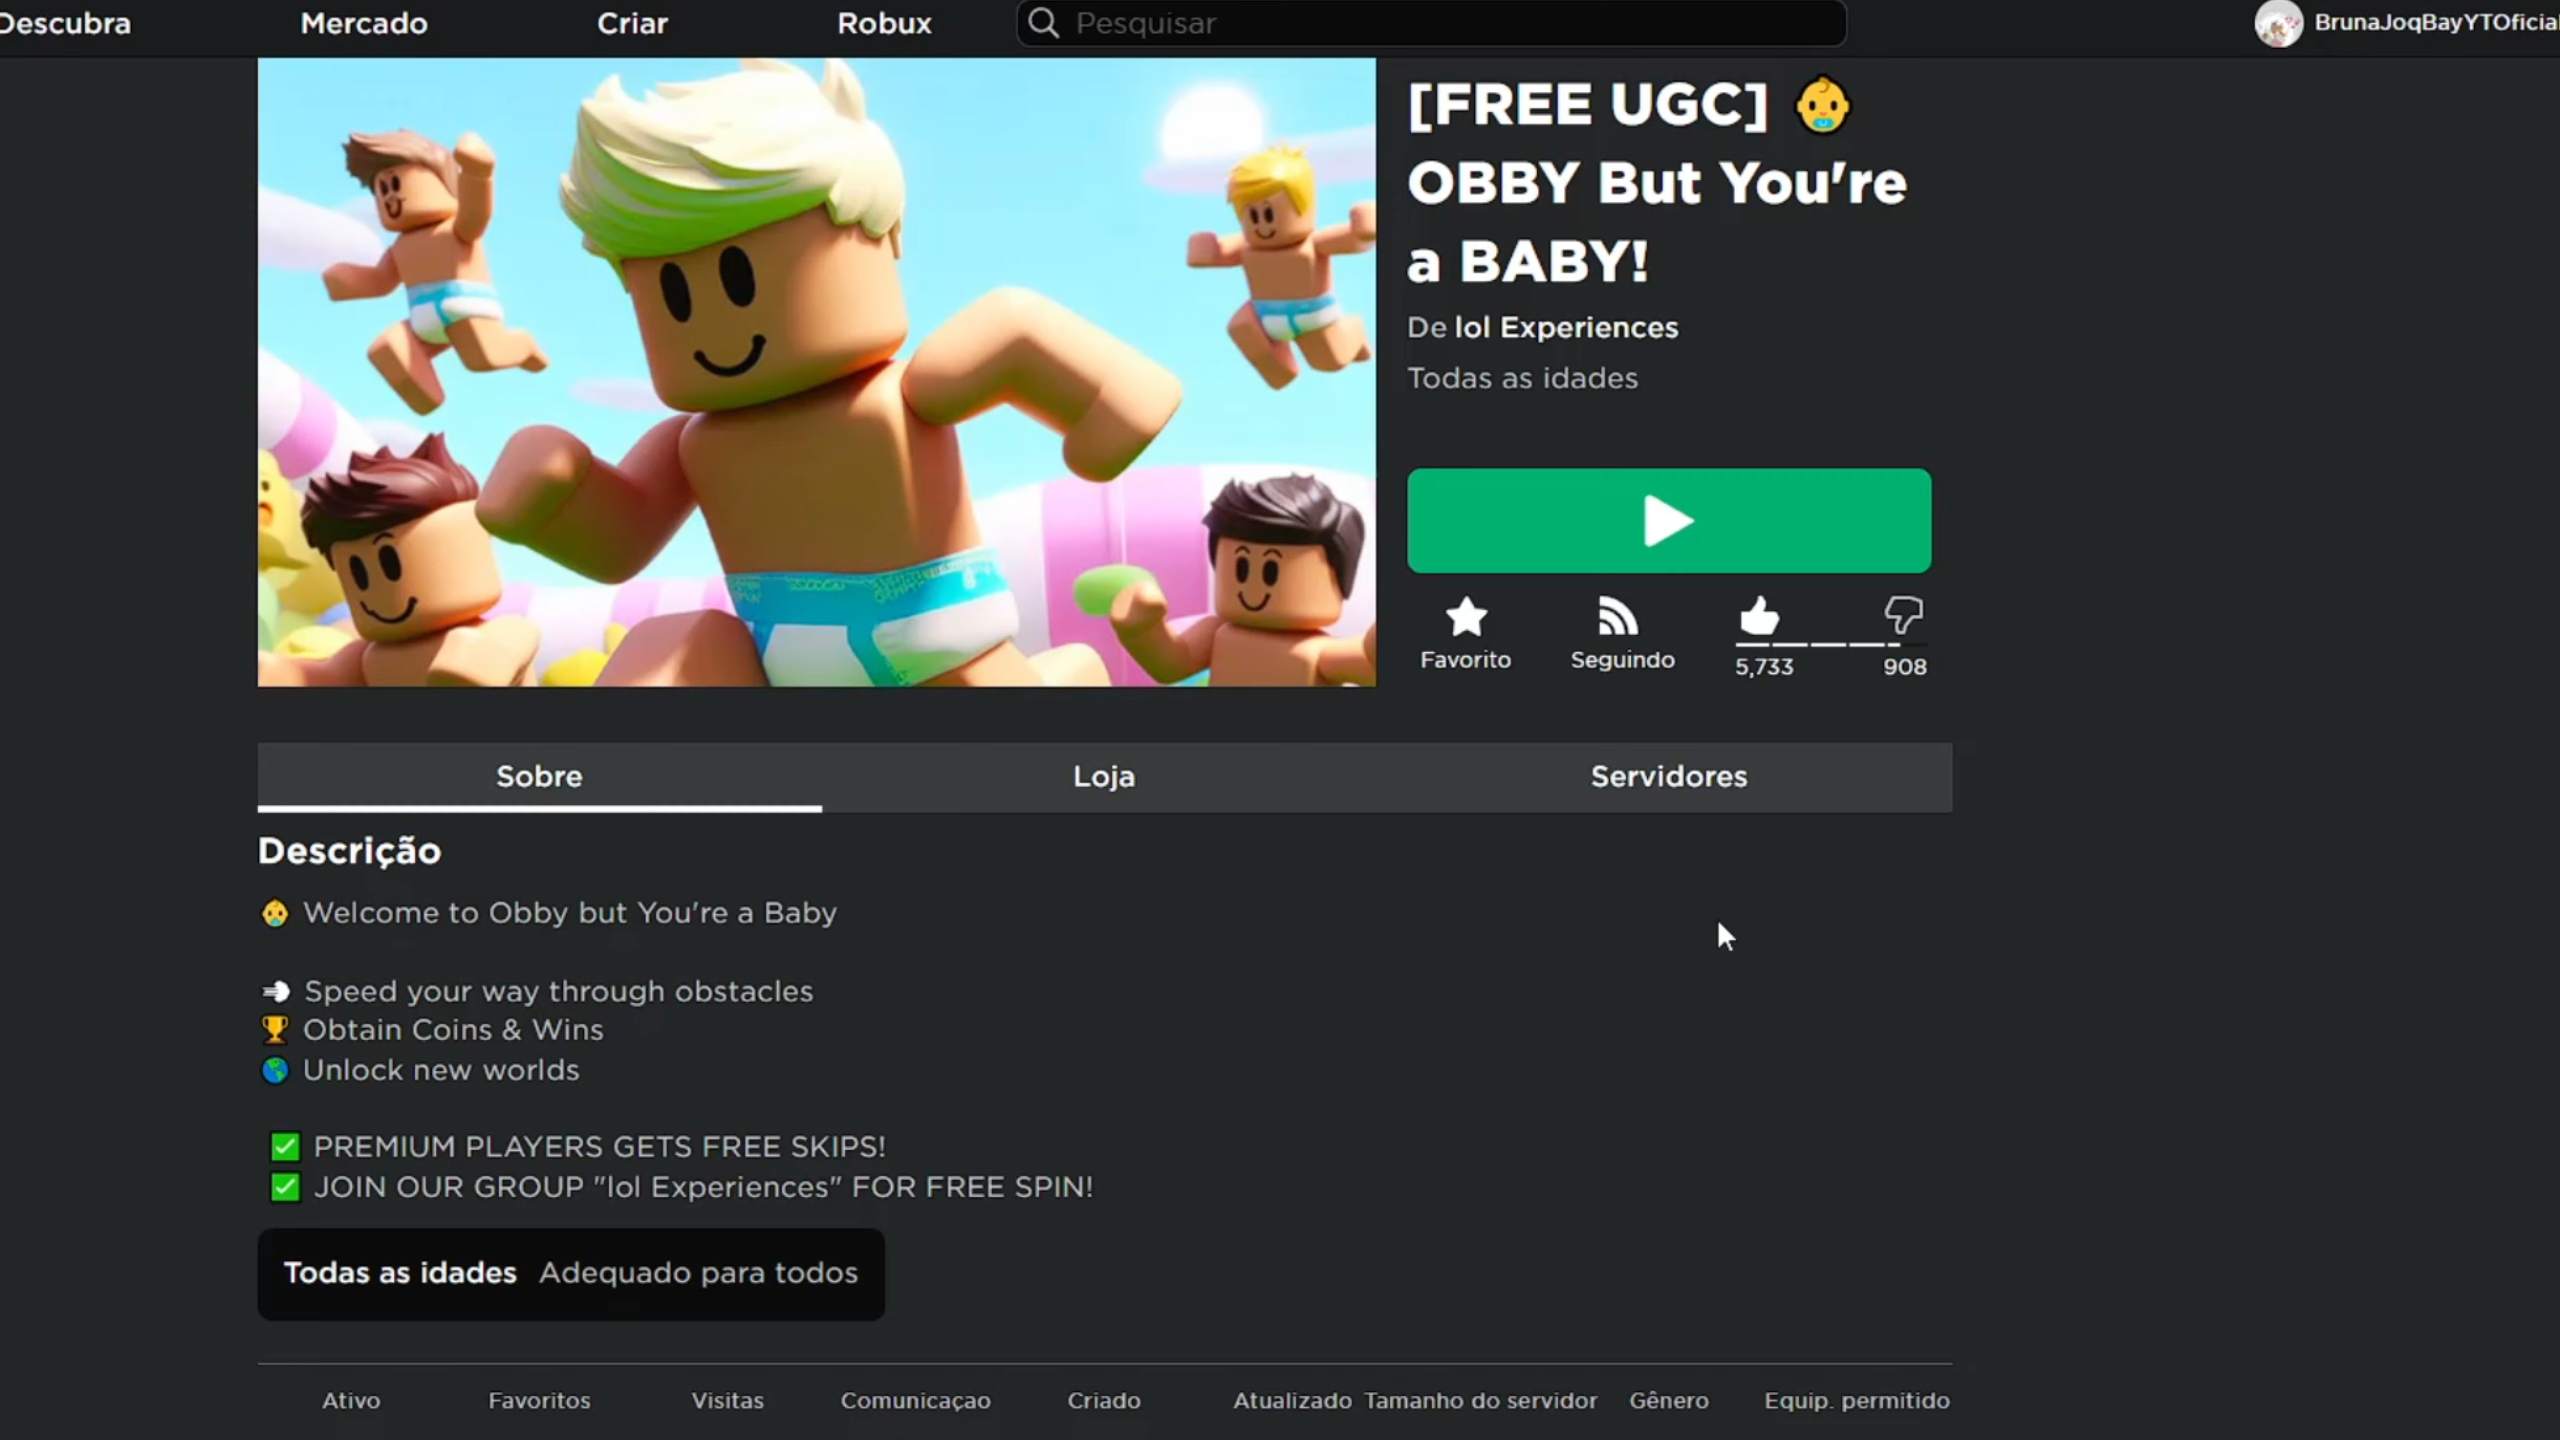 Descubra Mercado Criar Robux Pesquisar BrunaJoqBayYTOficial
[FREE UGC] 👶
OBBY But You're
a BABY!
De lol Experiences
Todas as idades
Favorito Seguindo 5,733 908
Sobre Loja Servidores
Descrição
👶 Welcome to Obby but You're a Baby
💨 Speed your way through obstacles
🏆 Obtain Coins & Wins
🌎 Unlock new worlds
✅ PREMIUM PLAYERS GETS FREE SKIPS!
✅ JOIN OUR GROUP "lol Experiences" FOR FREE SPIN!
Todas as idades Adequado para todos
Ativo Favoritos Visitas Comunicaçao Criado Atualizado Tamanho do servidor Gênero Equip. permitido